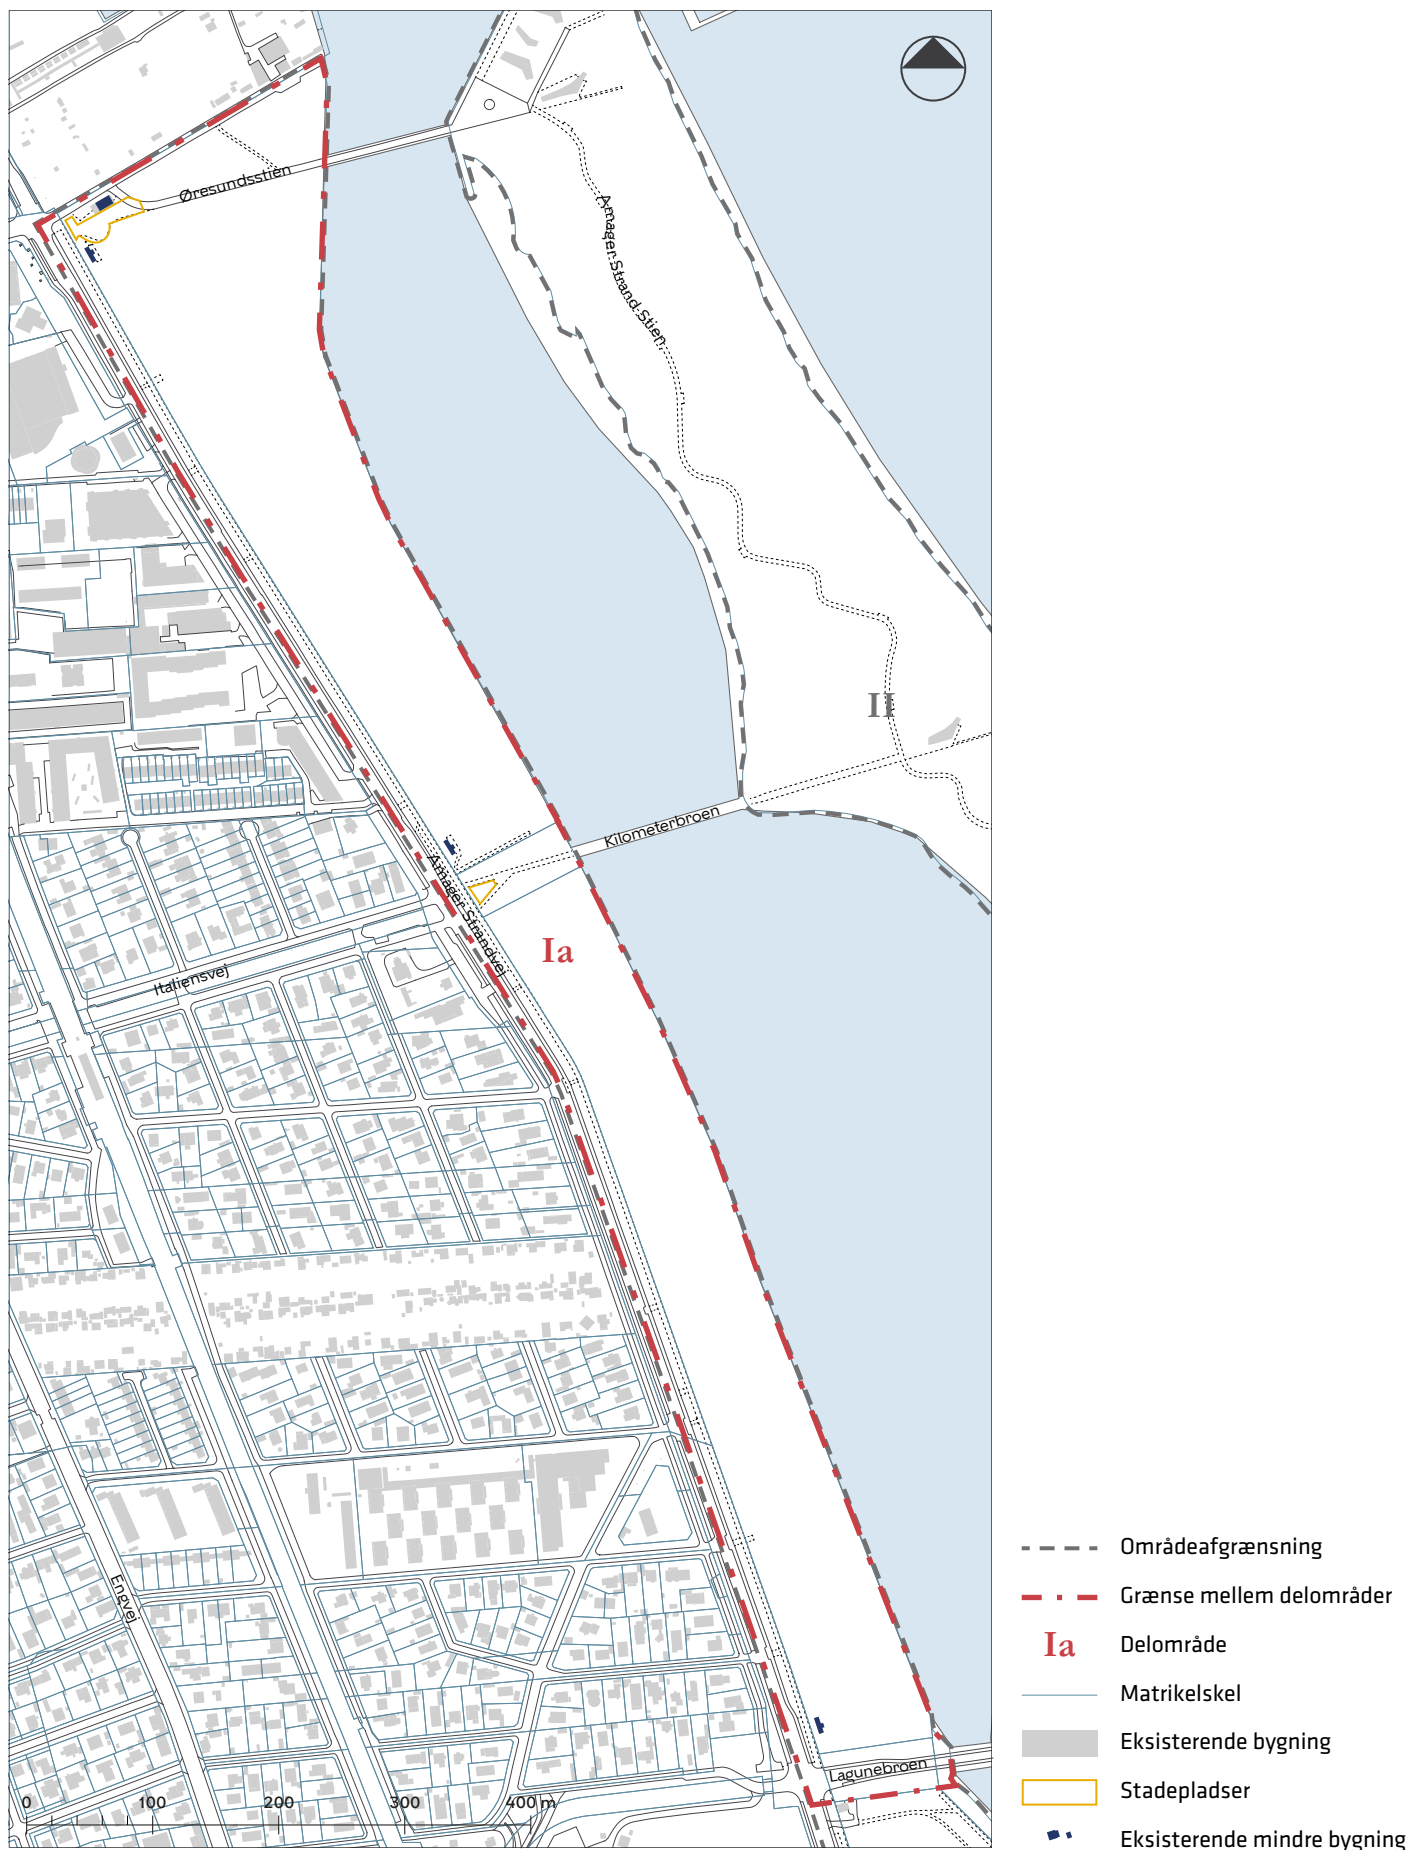 Øresundsstien
Amager Strand Stien
II
Kilometerbroen
Amager Strandvej
Ia
Italiensvej
Engvej
Lagunebroen
0 100 200 300 400 m
Områdeafgrænsning
Grænse mellem delområder
Ia Delområde
Matrikelskel
Eksisterende bygning
Stadepladser
Eksisterende mindre bygning